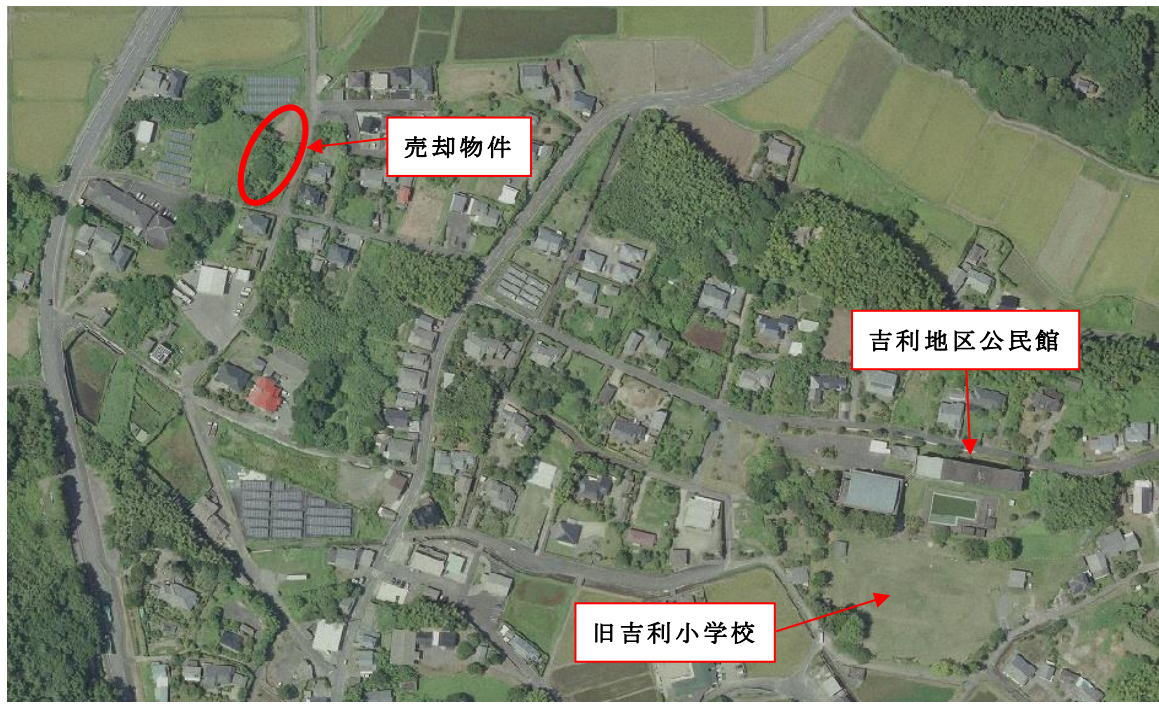 売却物件
吉利地区公民館
旧吉利小学校